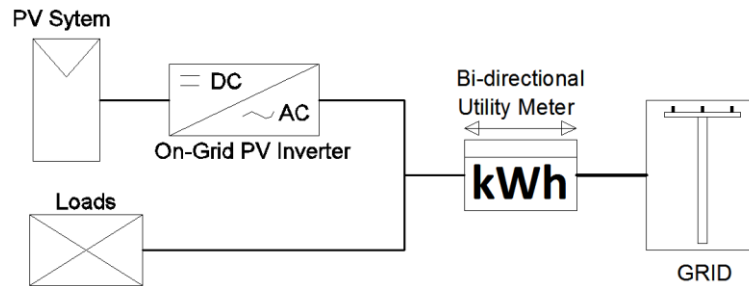 PV Sytem
DC
AC
On-Grid PV Inverter
Bi-directional
Utility Meter
kWh
Loads
GRID